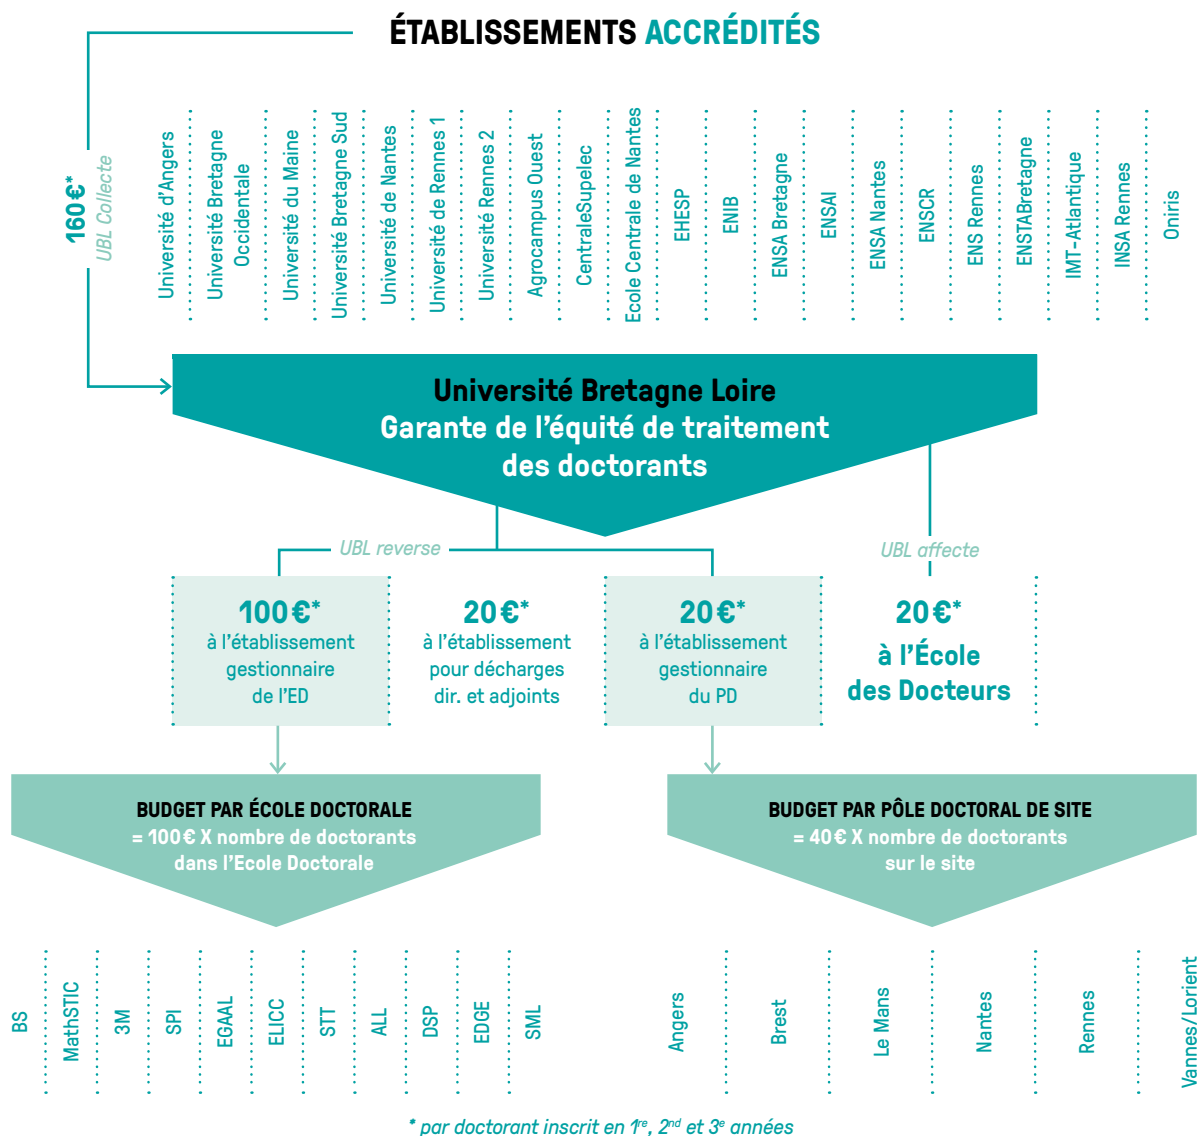 ÉTABLISSEMENTS ACCRÉDITÉS
160 €*
UBL Collecte
Université d'Angers
Université Bretagne
Occidentale
Université du Maine
Université Bretagne Sud
Université de Nantes
Université de Rennes 1
Université Rennes 2
Agrocampus Ouest
CentraleSupelec
Ecole Centrale de Nantes
EHESP
ENIB
ENSA Bretagne
ENSAI
ENSA Nantes
ENSCR
ENS Rennes
ENSTABretagne
IMT-Atlantique
INSA Rennes
Oniris
Université Bretagne Loire
Garante de l'équité de traitement
des doctorants
UBL reverse
UBL affecte
100 €*
à l'établissement
gestionnaire
de l'ED
20 €*
à l'établissement
pour décharges
dir. et adjoints
20 €*
à l'établissement
gestionnaire
du PD
20 €*
à l'École
des Docteurs
BUDGET PAR ÉCOLE DOCTORALE
= 100 € X nombre de doctorants
dans l'Ecole Doctorale
BUDGET PAR PÔLE DOCTORAL DE SITE
= 40 € X nombre de doctorants
sur le site
BS
MathSTIC
3M
SPI
EGAAL
ELICC
STT
ALL
DSP
EDGE
SML
Angers
Brest
Le Mans
Nantes
Rennes
Vannes/Lorient
* par doctorant inscrit en 1re, 2nd et 3e années